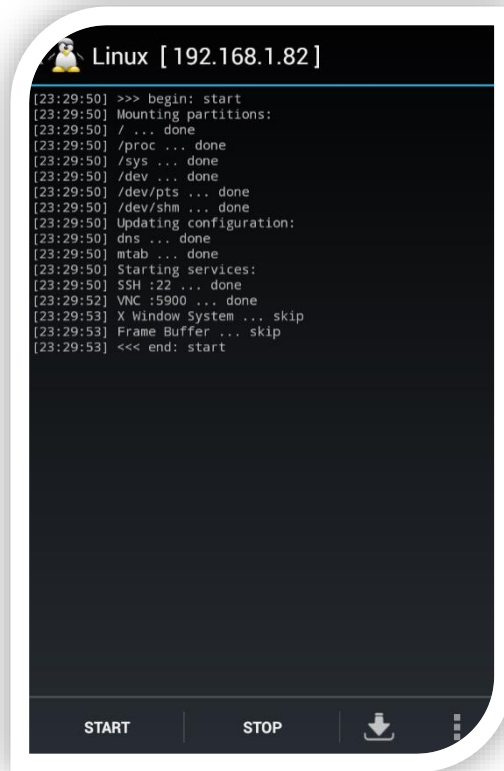 Linux [ 192.168.1.82 ]
[23:29:50] >>> begin: start
[23:29:50] Mounting partitions:
[23:29:50] / ... done
[23:29:50] /proc ... done
[23:29:50] /sys ... done
[23:29:50] /dev ... done
[23:29:50] /dev/pts ... done
[23:29:50] /dev/shm ... done
[23:29:50] Updating configuration:
[23:29:50] dns ... done
[23:29:50] mtab ... done
[23:29:50] Starting services:
[23:29:50] SSH :22 ... done
[23:29:52] VNC :5900 ... done
[23:29:53] X Window System ... skip
[23:29:53] Frame Buffer ... skip
[23:29:53] <<< end: start
START STOP